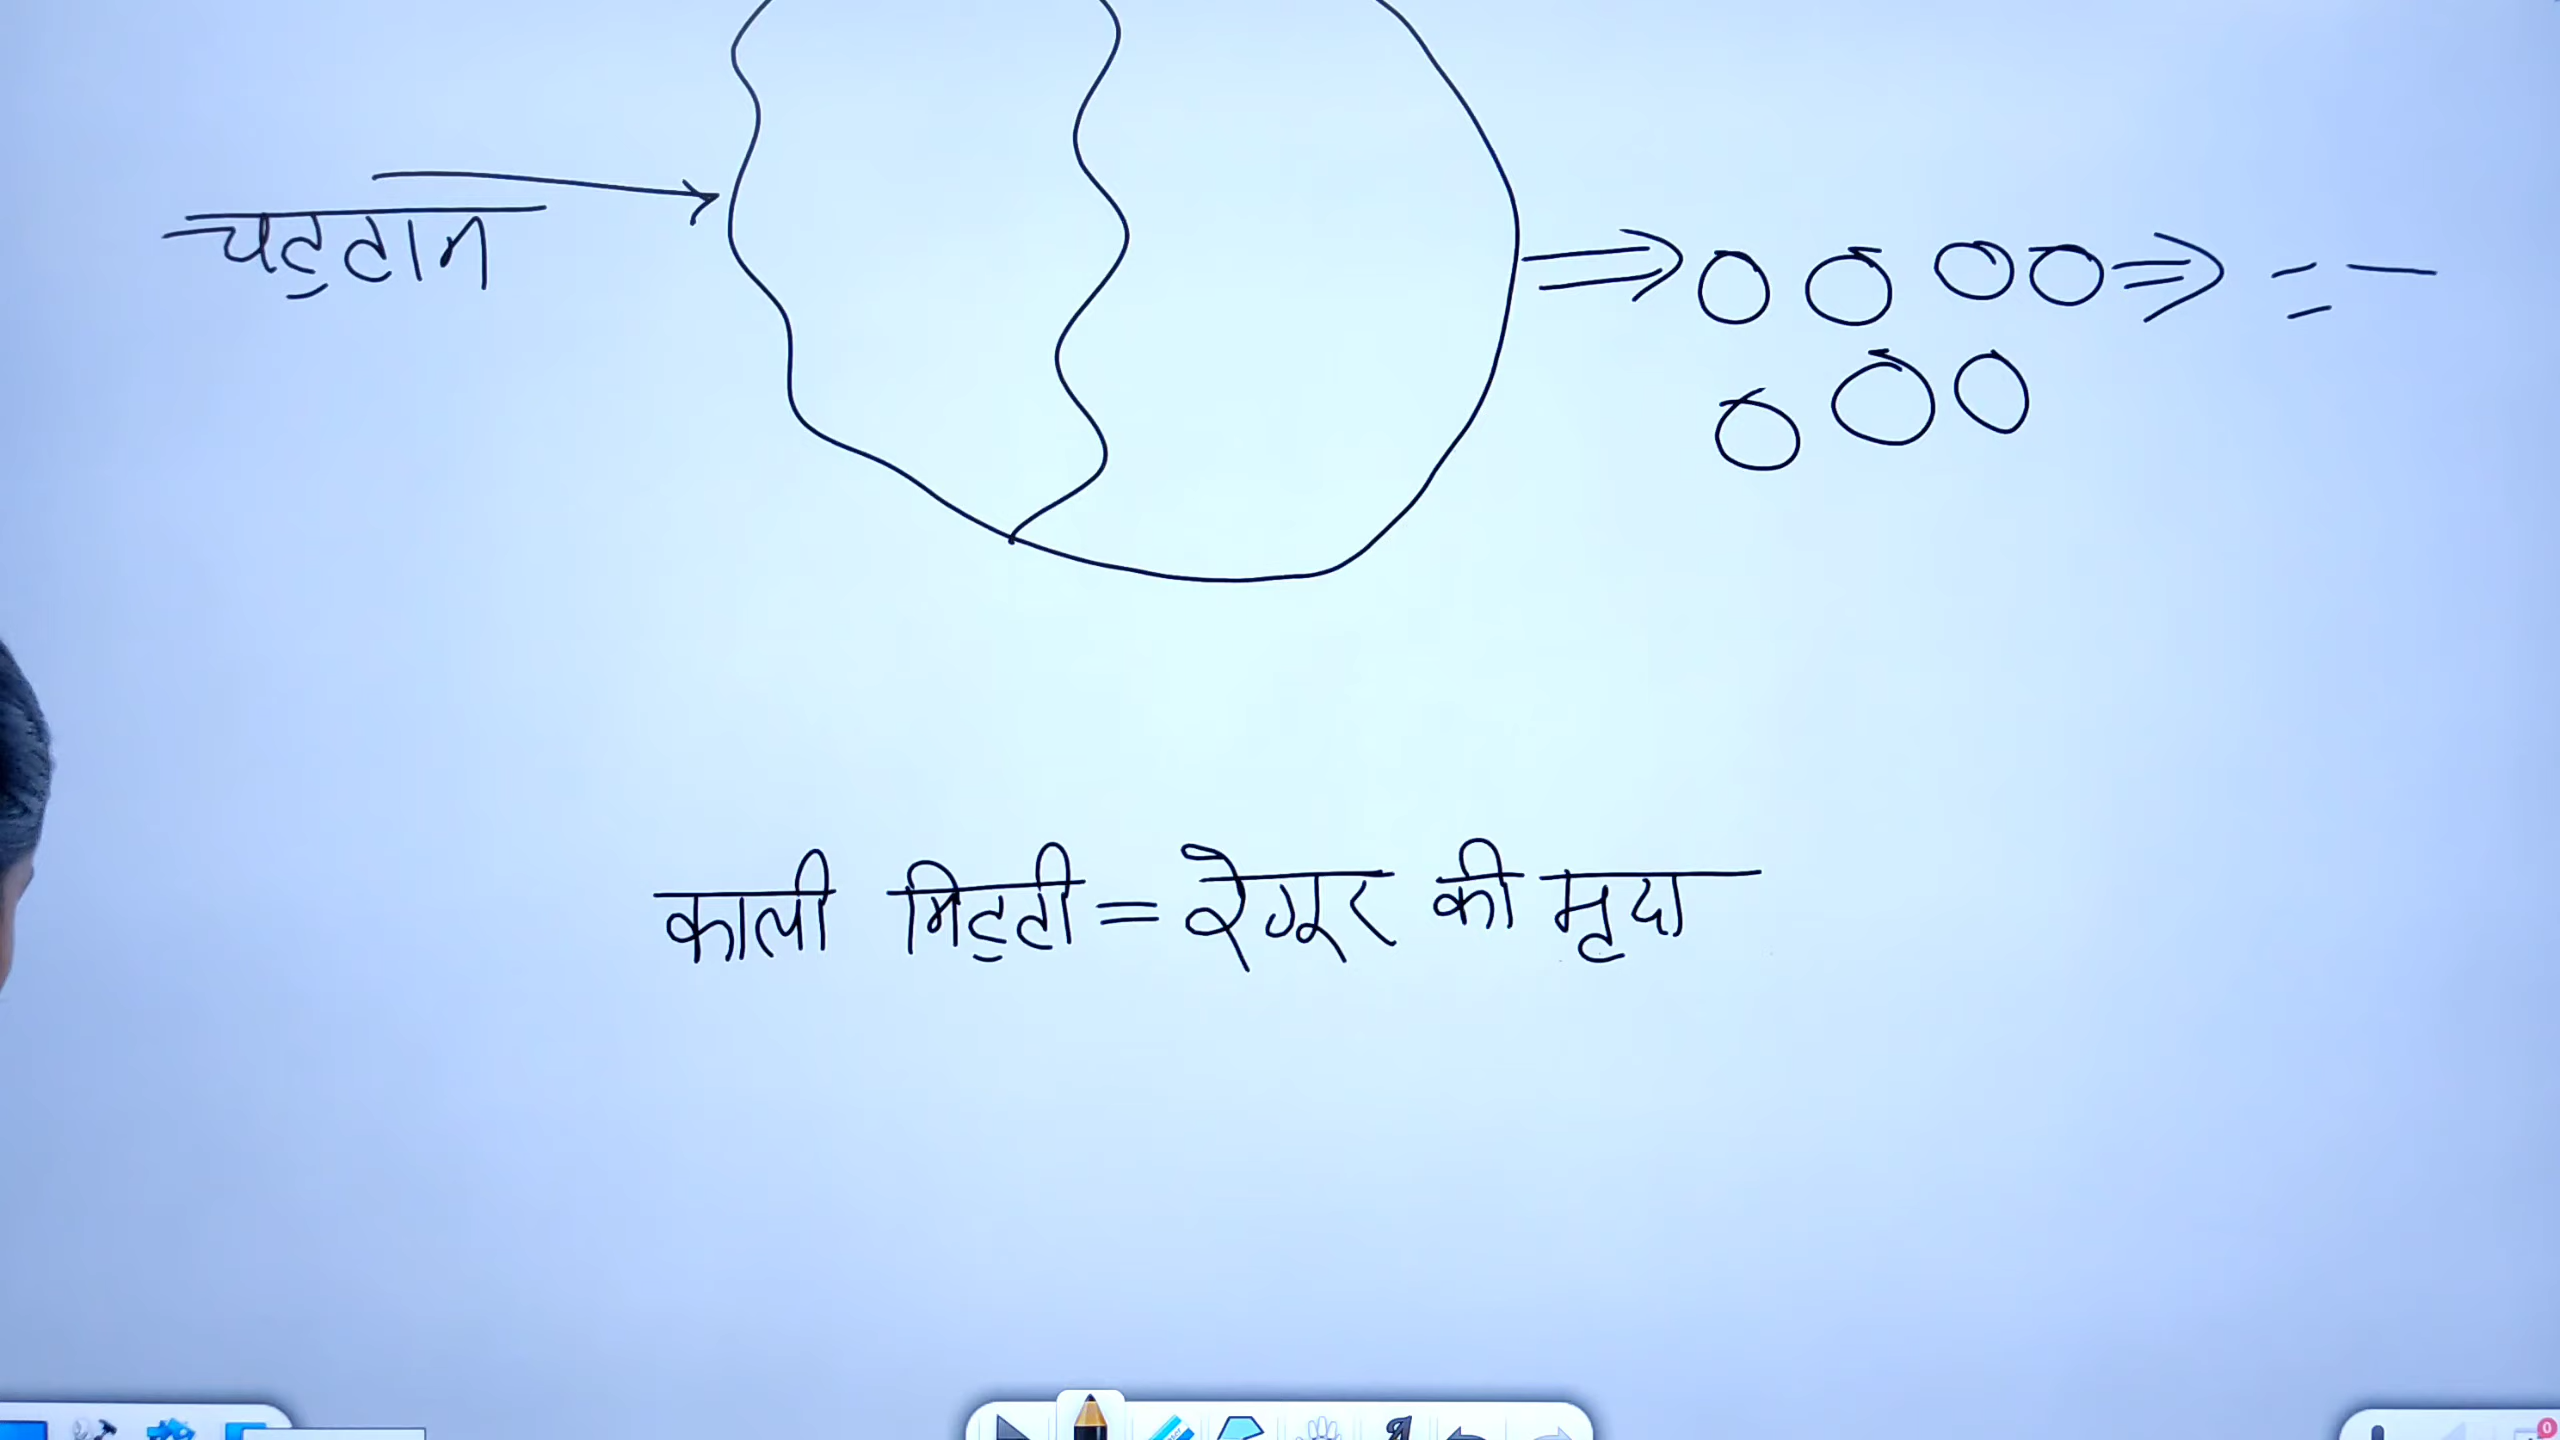 चट्टान
काली मिट्टी = रेगूर की मृदा